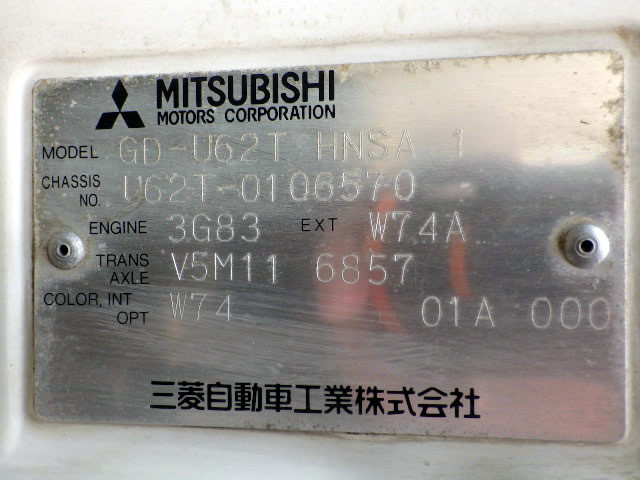 MITSUBISHI
MOTORS CORPORATION
MODEL GD-U62T HNSA 1
CHASSIS NO. U62T-0106570
ENGINE 3G83 EXT W74A
TRANS AXLE V5M11 6857
COLOR, INT OPT W74 01A 000
三菱自動車工業株式会社